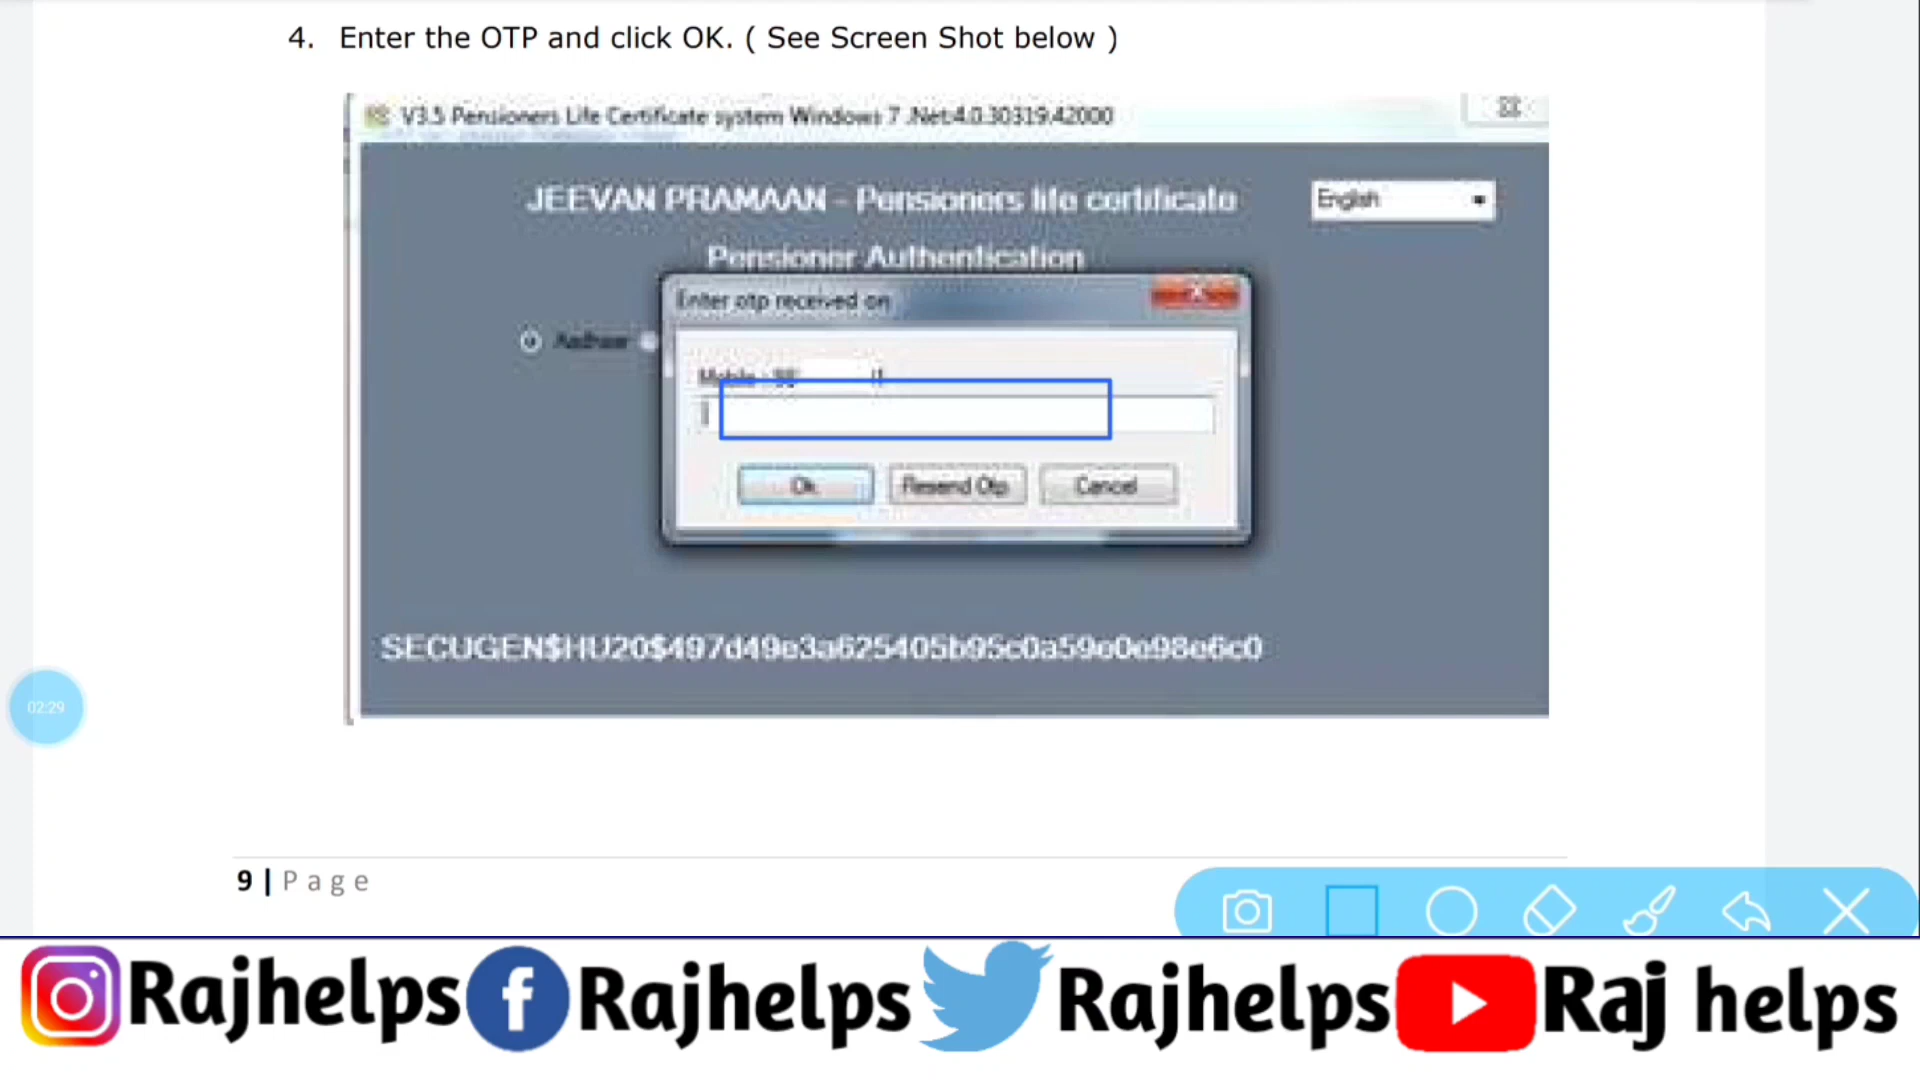 4. Enter the OTP and click OK. ( See Screen Shot below )
V3.5 Pensioners Life Certificate system Windows 7 .Net:4.0.30319.42000
JEEVAN PRAMAAN - Pensioners life certificate
English
Pensioner Authentication
Enter otp received on
Aadhaar
Mobile : 98
Ok
Resend Otp
Cancel
SECUGEN$HU20$497d49e3a625405b95c0a59e0e98e6c0
02:29
9 | Page
Rajhelps
Rajhelps
Rajhelps
Raj helps